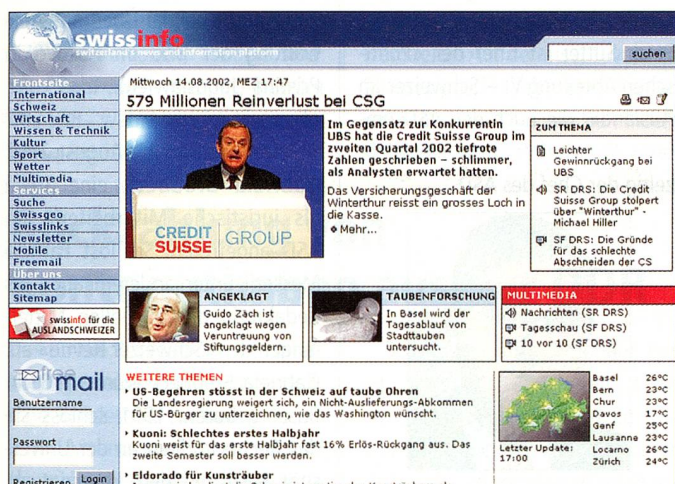 swissinfo
switzerland's news and information platform
suchen
Frontseite
International
Schweiz
Wirtschaft
Wissen & Technik
Kultur
Sport
Wetter
Multimedia
Services
Suche
Swissgeo
Swisslinks
Newsletter
Mobile
Freemail
Über uns
Kontakt
Sitemap
swissinfo für die
AUSLANDSCHWEIZER
free
mail
Benutzername
Passwort
Registrieren Login
Mittwoch 14.08.2002, MEZ 17:47
579 Millionen Reinverlust bei CSG
CREDIT
SUISSE GROUP
Im Gegensatz zur Konkurrentin
UBS hat die Credit Suisse Group im
zweiten Quartal 2002 tiefrote
Zahlen geschrieben – schlimmer,
als Analysten erwartet hatten.
Das Versicherungsgeschäft der
Winterthur reisst ein grosses Loch in
die Kasse.
Mehr...
ZUM THEMA
Leichter
Gewinnrückgang bei
UBS
SR DRS: Die Credit
Suisse Group stolpert
über "Winterthur" -
Michael Hiller
SF DRS: Die Gründe
für das schlechte
Abschneiden der CS
ANGEKLAGT
Guido Zäch ist
angeklagt wegen
Veruntreuung von
Stiftungsgeldern.
TAUBENFORSCHUNG
In Basel wird der
Tagesablauf von
Stadttauben
untersucht.
MULTIMEDIA
Nachrichten (SR DRS)
Tagesschau (SF DRS)
10 vor 10 (SF DRS)
WEITERE THEMEN
US-Begehren stösst in der Schweiz auf taube Ohren
Die Landesregierung weigert sich, ein Nicht-Auslieferungs-Abkommen
für US-Bürger zu unterzeichnen, wie das Washington wünscht.
Kuoni: Schlechtes erstes Halbjahr
Kuoni weist für das erste Halbjahr fast 16% Erlös-Rückgang aus. Das
zweite Semester soll besser werden.
Eldorado für Kunsträuber
Letzter Update:
17:00
Basel 26°C
Bern 23°C
Chur 23°C
Davos 17°C
Genf 25°C
Lausanne 23°C
Locarno 26°C
Zürich 24°C